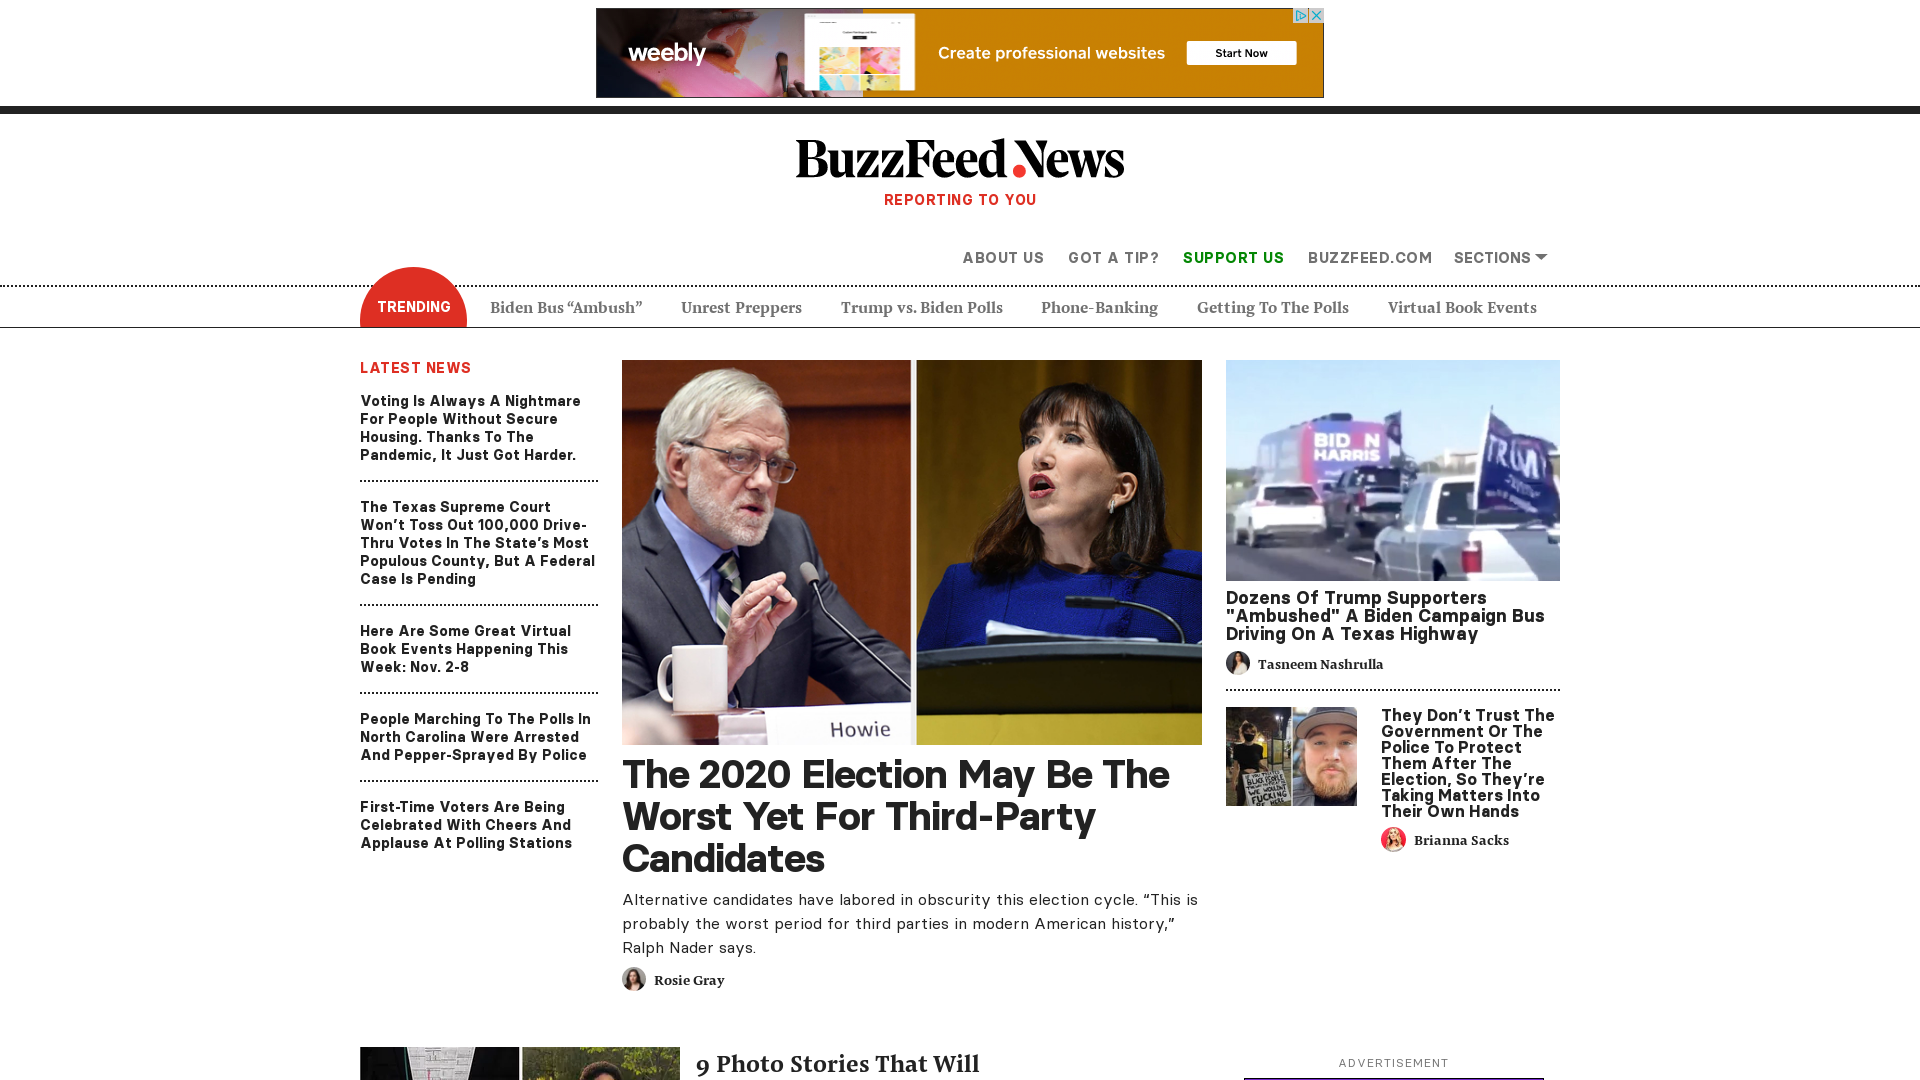 weebly
Create professional websites
Start Now
BuzzFeed News
REPORTING TO YOU
ABOUT US
GOT A TIP?
SUPPORT US
BUZZFEED.COM
SECTIONS
TRENDING
Biden Bus “Ambush”
Unrest Preppers
Trump vs. Biden Polls
Phone-Banking
Getting To The Polls
Virtual Book Events
LATEST NEWS
Voting Is Always A Nightmare
For People Without Secure
Housing. Thanks To The
Pandemic, It Just Got Harder.
The Texas Supreme Court
Won’t Toss Out 100,000 Drive-
Thru Votes In The State’s Most
Populous County, But A Federal
Case Is Pending
Here Are Some Great Virtual
Book Events Happening This
Week: Nov. 2-8
People Marching To The Polls In
North Carolina Were Arrested
And Pepper-Sprayed By Police
First-Time Voters Are Being
Celebrated With Cheers And
Applause At Polling Stations
Howie
The 2020 Election May Be The
Worst Yet For Third-Party
Candidates
Alternative candidates have labored in obscurity this election cycle. “This is
probably the worst period for third parties in modern American history,”
Ralph Nader says.
Rosie Gray
BID N
HARRIS
TRUM
Dozens Of Trump Supporters
"Ambushed" A Biden Campaign Bus
Driving On A Texas Highway
Tasneem Nashrulla
BLACK PEOPLE
WE WOULDN'T
FUCKING
BE HERE
They Don’t Trust The
Government Or The
Police To Protect
Them After The
Election, So They’re
Taking Matters Into
Their Own Hands
Brianna Sacks
9 Photo Stories That Will
ADVERTISEMENT